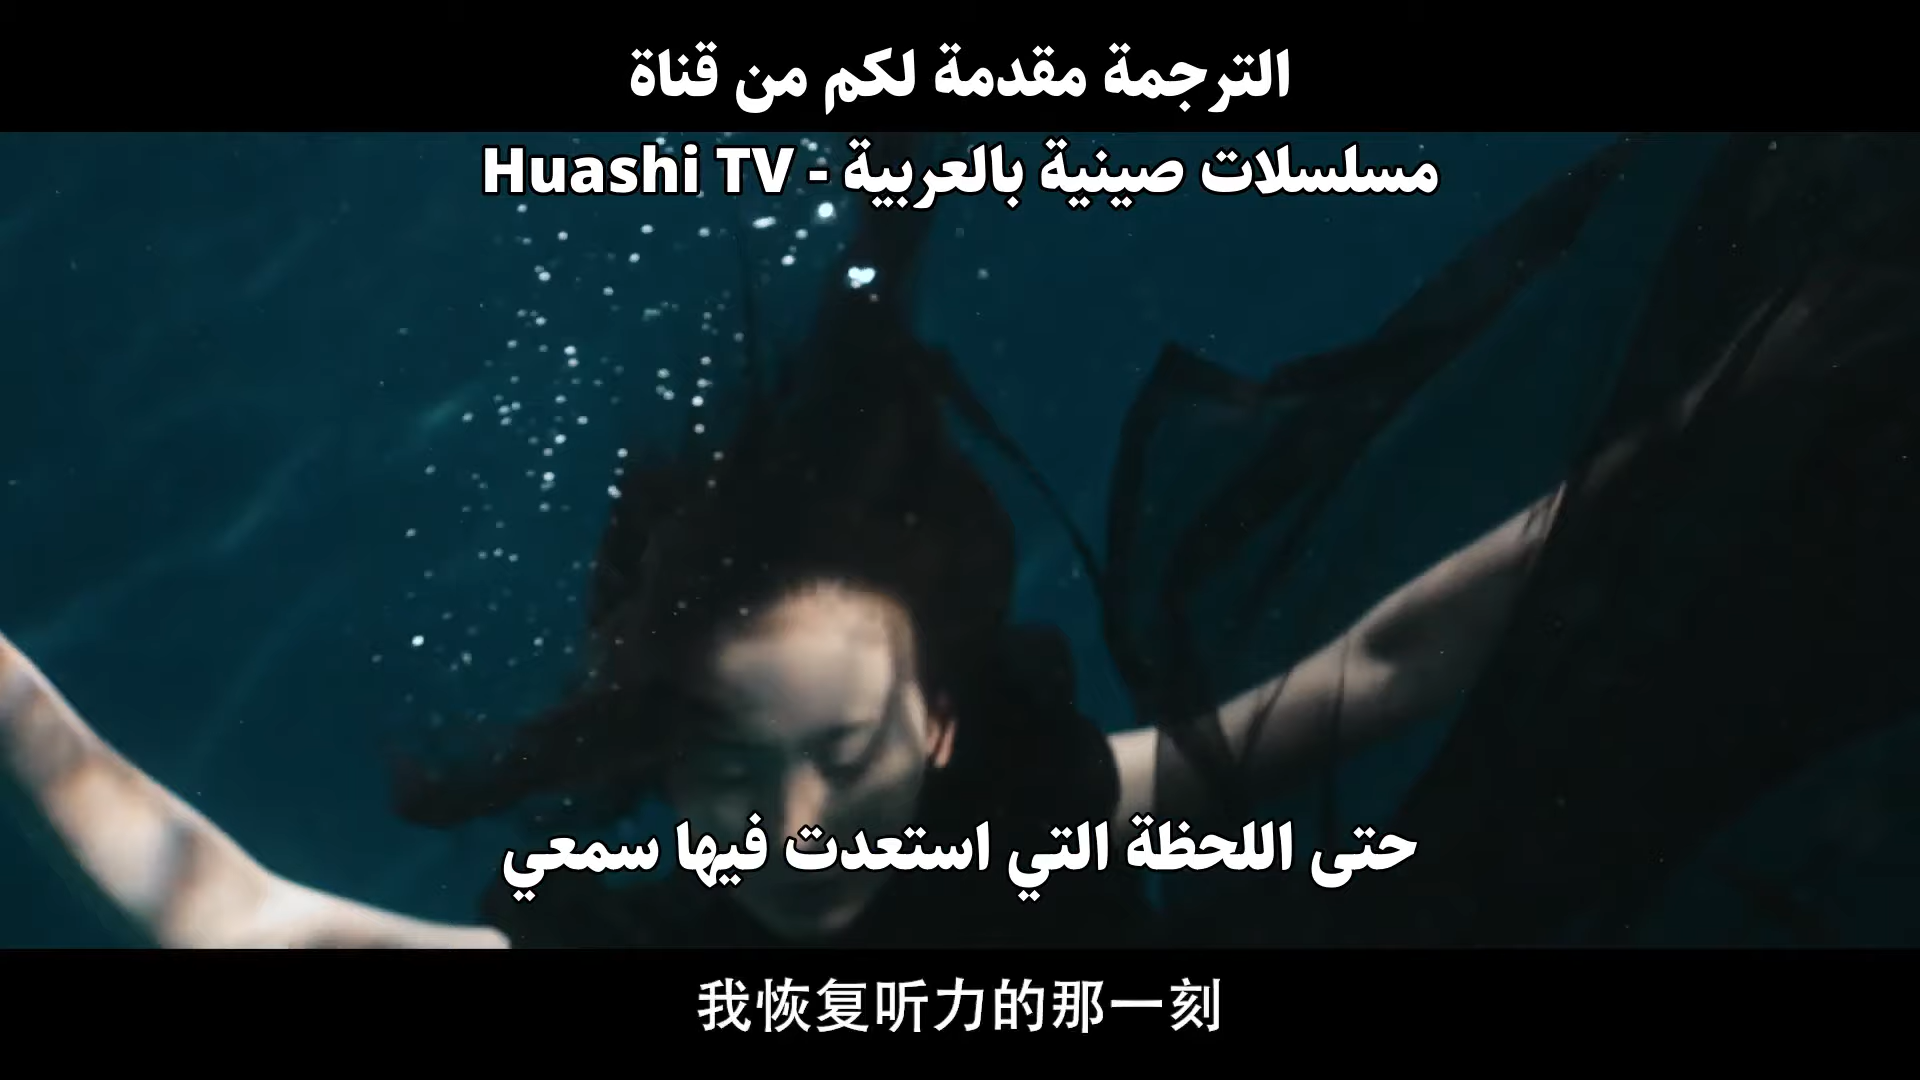 الترجمة مقدمة لكم من قناة
مسلسلات صينية بالعربية - Huashi TV
حتى اللحظة التي استعدت فيها سمعي
我恢复听力的那一刻